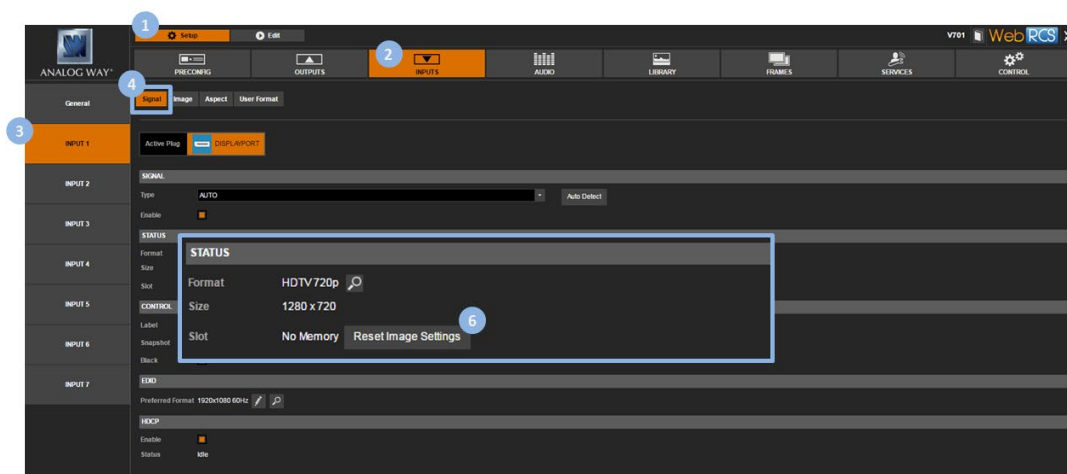 1
Setup
Edit
V701
WebRCS
ANALOG WAY®
PRECONFIG
OUTPUTS
2
INPUTS
AUDIO
LIBRARY
FRAMES
SERVICES
CONTROL
4
General
Signal Image Aspect User Format
3
INPUT 1
Active Plug DISPLAYPORT
INPUT 2
SIGNAL
Type AUTO Auto Detect
Enable
INPUT 3
STATUS
Format
Size
Slot
STATUS
Format HDTV 720p
Size 1280 x 720
Slot No Memory Reset Image Settings
6
INPUT 4
INPUT 5
CONTROL
Label
INPUT 6
Snapshot
Black
INPUT 7
EDID
Preferred Format 1920x1080 60Hz
HDCP
Enable
Status Idle